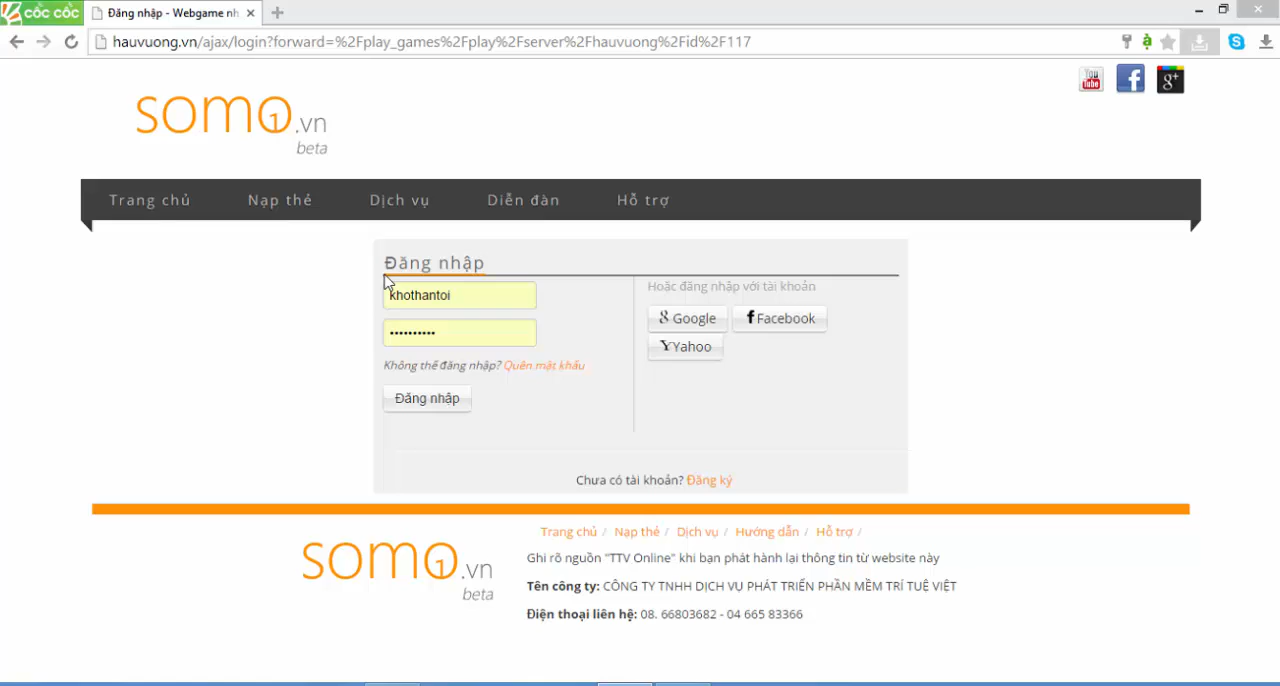 cốc cốc
Đăng nhập - Webgame nh
hauvuong.vn/ajax/login?forward=%2Fplay_games%2Fplay%2Fserver%2Fhauvuong%2Fid%2F117
You Tube
f
g+
somo1.vn
beta
Trang chủ Nạp thẻ Dịch vụ Diễn đàn Hỗ trợ
Đăng nhập
khothantoi
••••••••••
Không thể đăng nhập? Quên mật khẩu
Đăng nhập
Hoặc đăng nhập với tài khoản
Google Facebook
Yahoo
Chưa có tài khoản? Đăng ký
somo1.vn
beta
Trang chủ / Nạp thẻ / Dịch vụ / Hướng dẫn / Hỗ trợ /
Ghi rõ nguồn "TTV Online" khi bạn phát hành lại thông tin từ website này
Tên công ty: CÔNG TY TNHH DỊCH VỤ PHÁT TRIỂN PHẦN MỀM TRÍ TUỆ VIỆT
Điện thoại liên hệ: 08. 66803682 - 04 665 83366